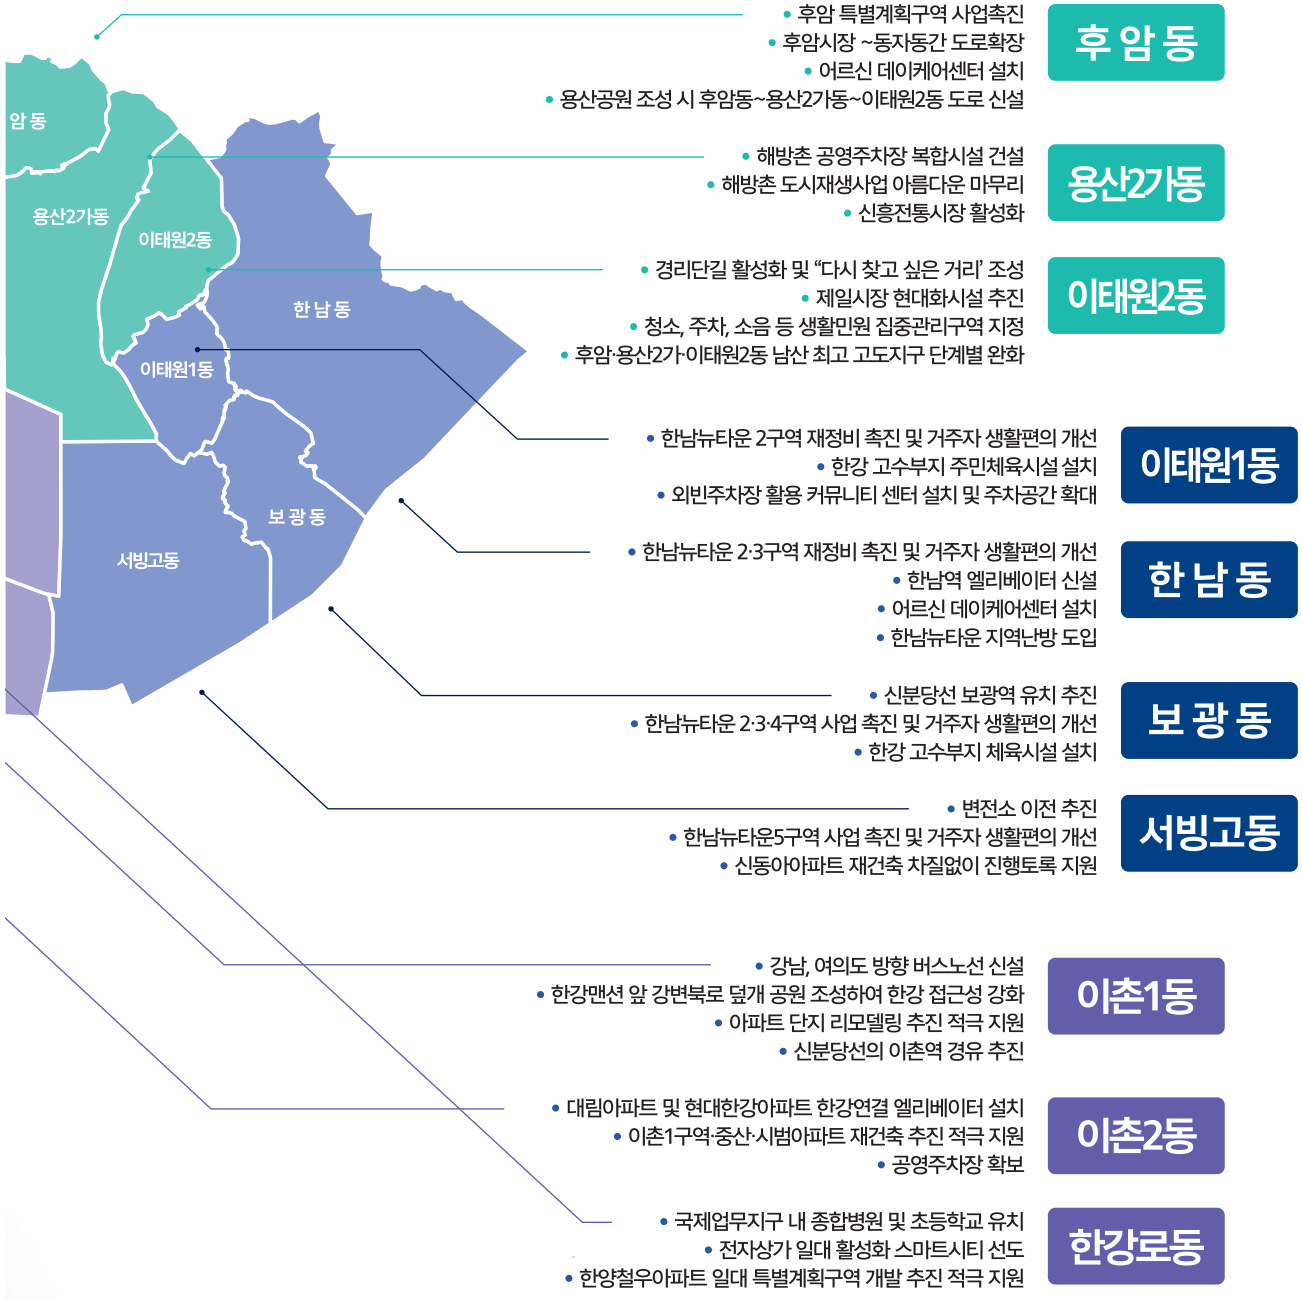 후암 특별계획구역 사업촉진
후암시장 ~동자동간 도로확장
어르신 데이케어센터 설치
용산공원 조성 시 후암동~용산2가동~이태원2동 도로 신설
후암동
해방촌 공영주차장 복합시설 건설
해방촌 도시재생사업 아름다운 마무리
신흥전통시장 활성화
용산2가동
경리단길 활성화 및 “다시 찾고 싶은 거리’ 조성
제일시장 현대화시설 추진
청소, 주차, 소음 등 생활민원 집중관리구역 지정
후암·용산2가·이태원2동 남산 최고 고도지구 단계별 완화
이태원2동
한남뉴타운 2구역 재정비 촉진 및 거주자 생활편의 개선
한강 고수부지 주민체육시설 설치
외빈주차장 활용 커뮤니티 센터 설치 및 주차공간 확대
이태원1동
한남뉴타운 2·3구역 재정비 촉진 및 거주자 생활편의 개선
한남역 엘리베이터 신설
어르신 데이케어센터 설치
한남뉴타운 지역난방 도입
한남동
신분당선 보광역 유치 추진
한남뉴타운 2·3·4구역 사업 촉진 및 거주자 생활편의 개선
한강 고수부지 체육시설 설치
보광동
변전소 이전 추진
한남뉴타운5구역 사업 촉진 및 거주자 생활편의 개선
신동아아파트 재건축 차질없이 진행토록 지원
서빙고동
강남, 여의도 방향 버스노선 신설
한강맨션 앞 강변북로 덮개 공원 조성하여 한강 접근성 강화
아파트 단지 리모델링 추진 적극 지원
신분당선의 이촌역 경유 추진
이촌1동
대림아파트 및 현대한강아파트 한강연결 엘리베이터 설치
이촌1구역·중산·시범아파트 재건축 추진 적극 지원
공영주차장 확보
이촌2동
국제업무지구 내 종합병원 및 초등학교 유치
전자상가 일대 활성화 스마트시티 선도
한양철우아파트 일대 특별계획구역 개발 추진 적극 지원
한강로동
암동
용산2가동
이태원2동
한남동
이태원1동
보광동
서빙고동